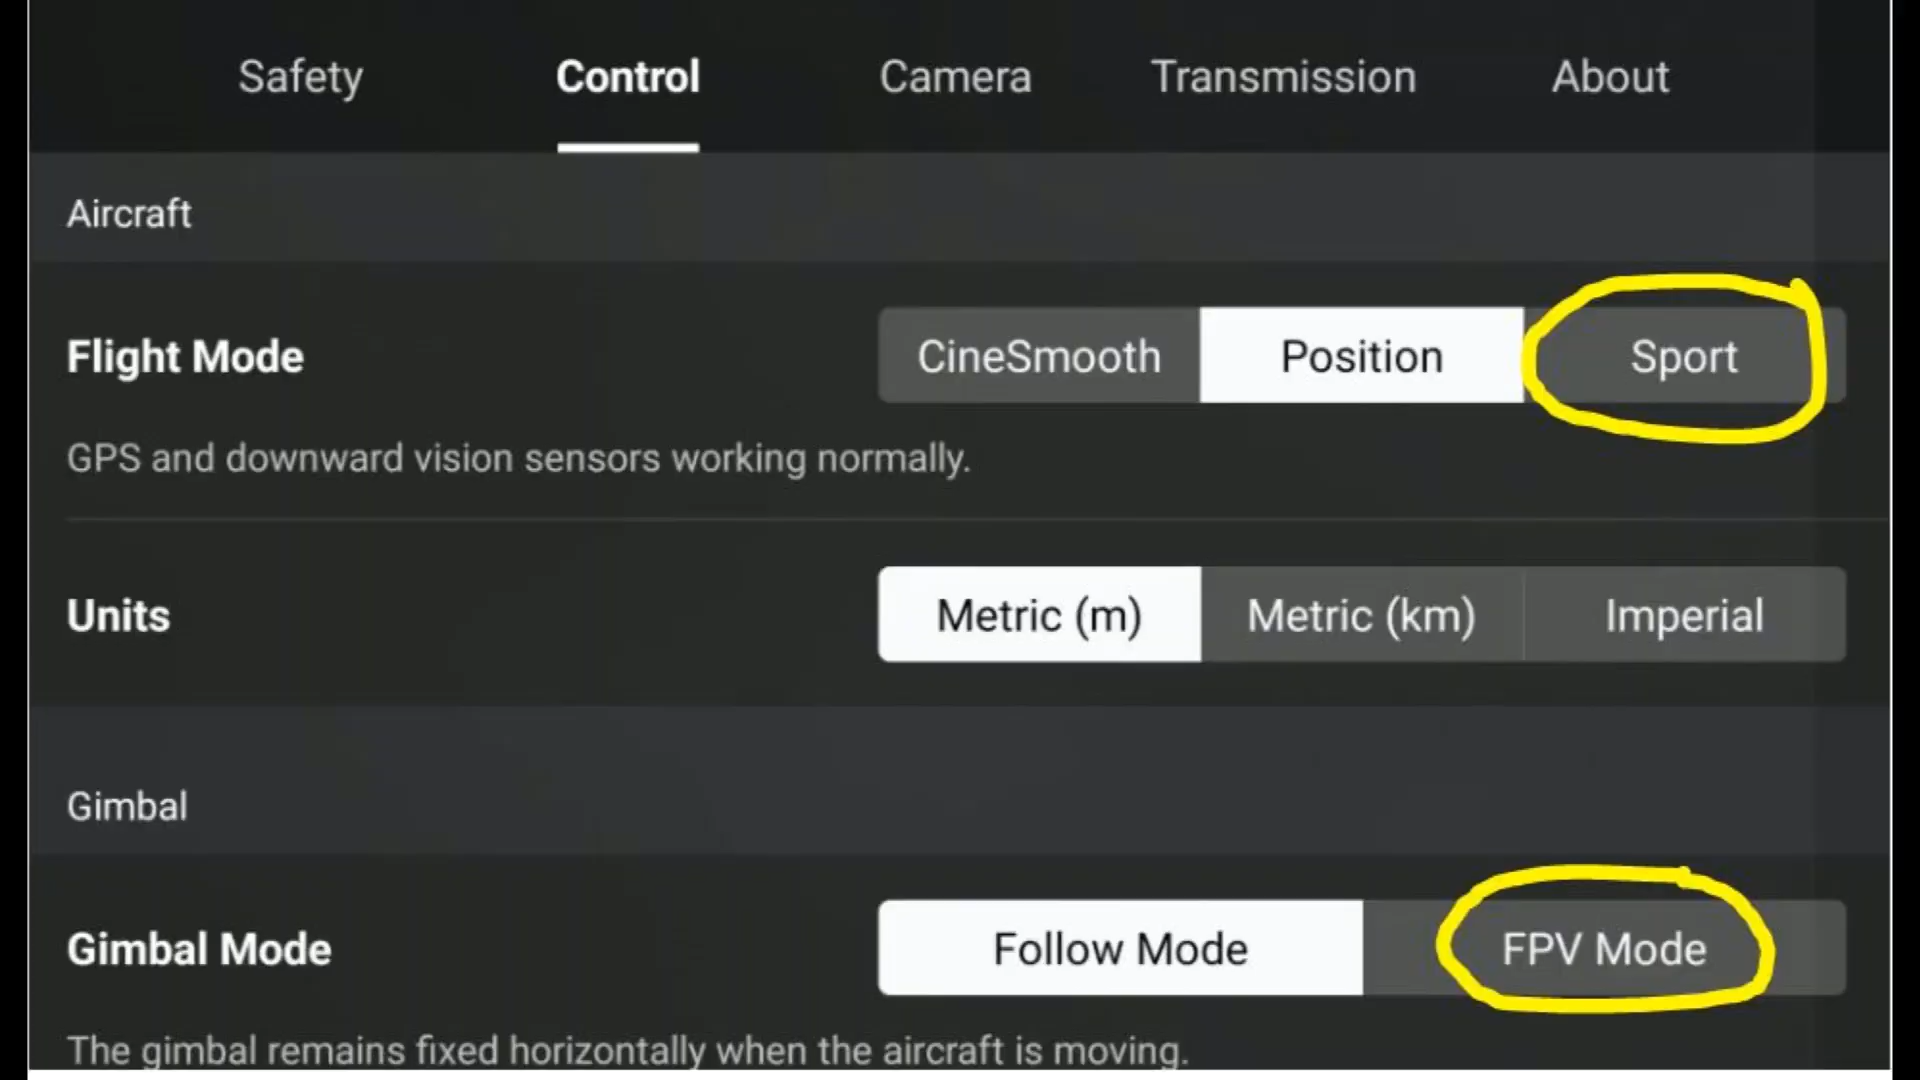 Safety Control Camera Transmission About
Aircraft
Flight Mode CineSmooth Position Sport
GPS and downward vision sensors working normally.
Units Metric (m) Metric (km) Imperial
Gimbal
Gimbal Mode Follow Mode FPV Mode
The gimbal remains fixed horizontally when the aircraft is moving.